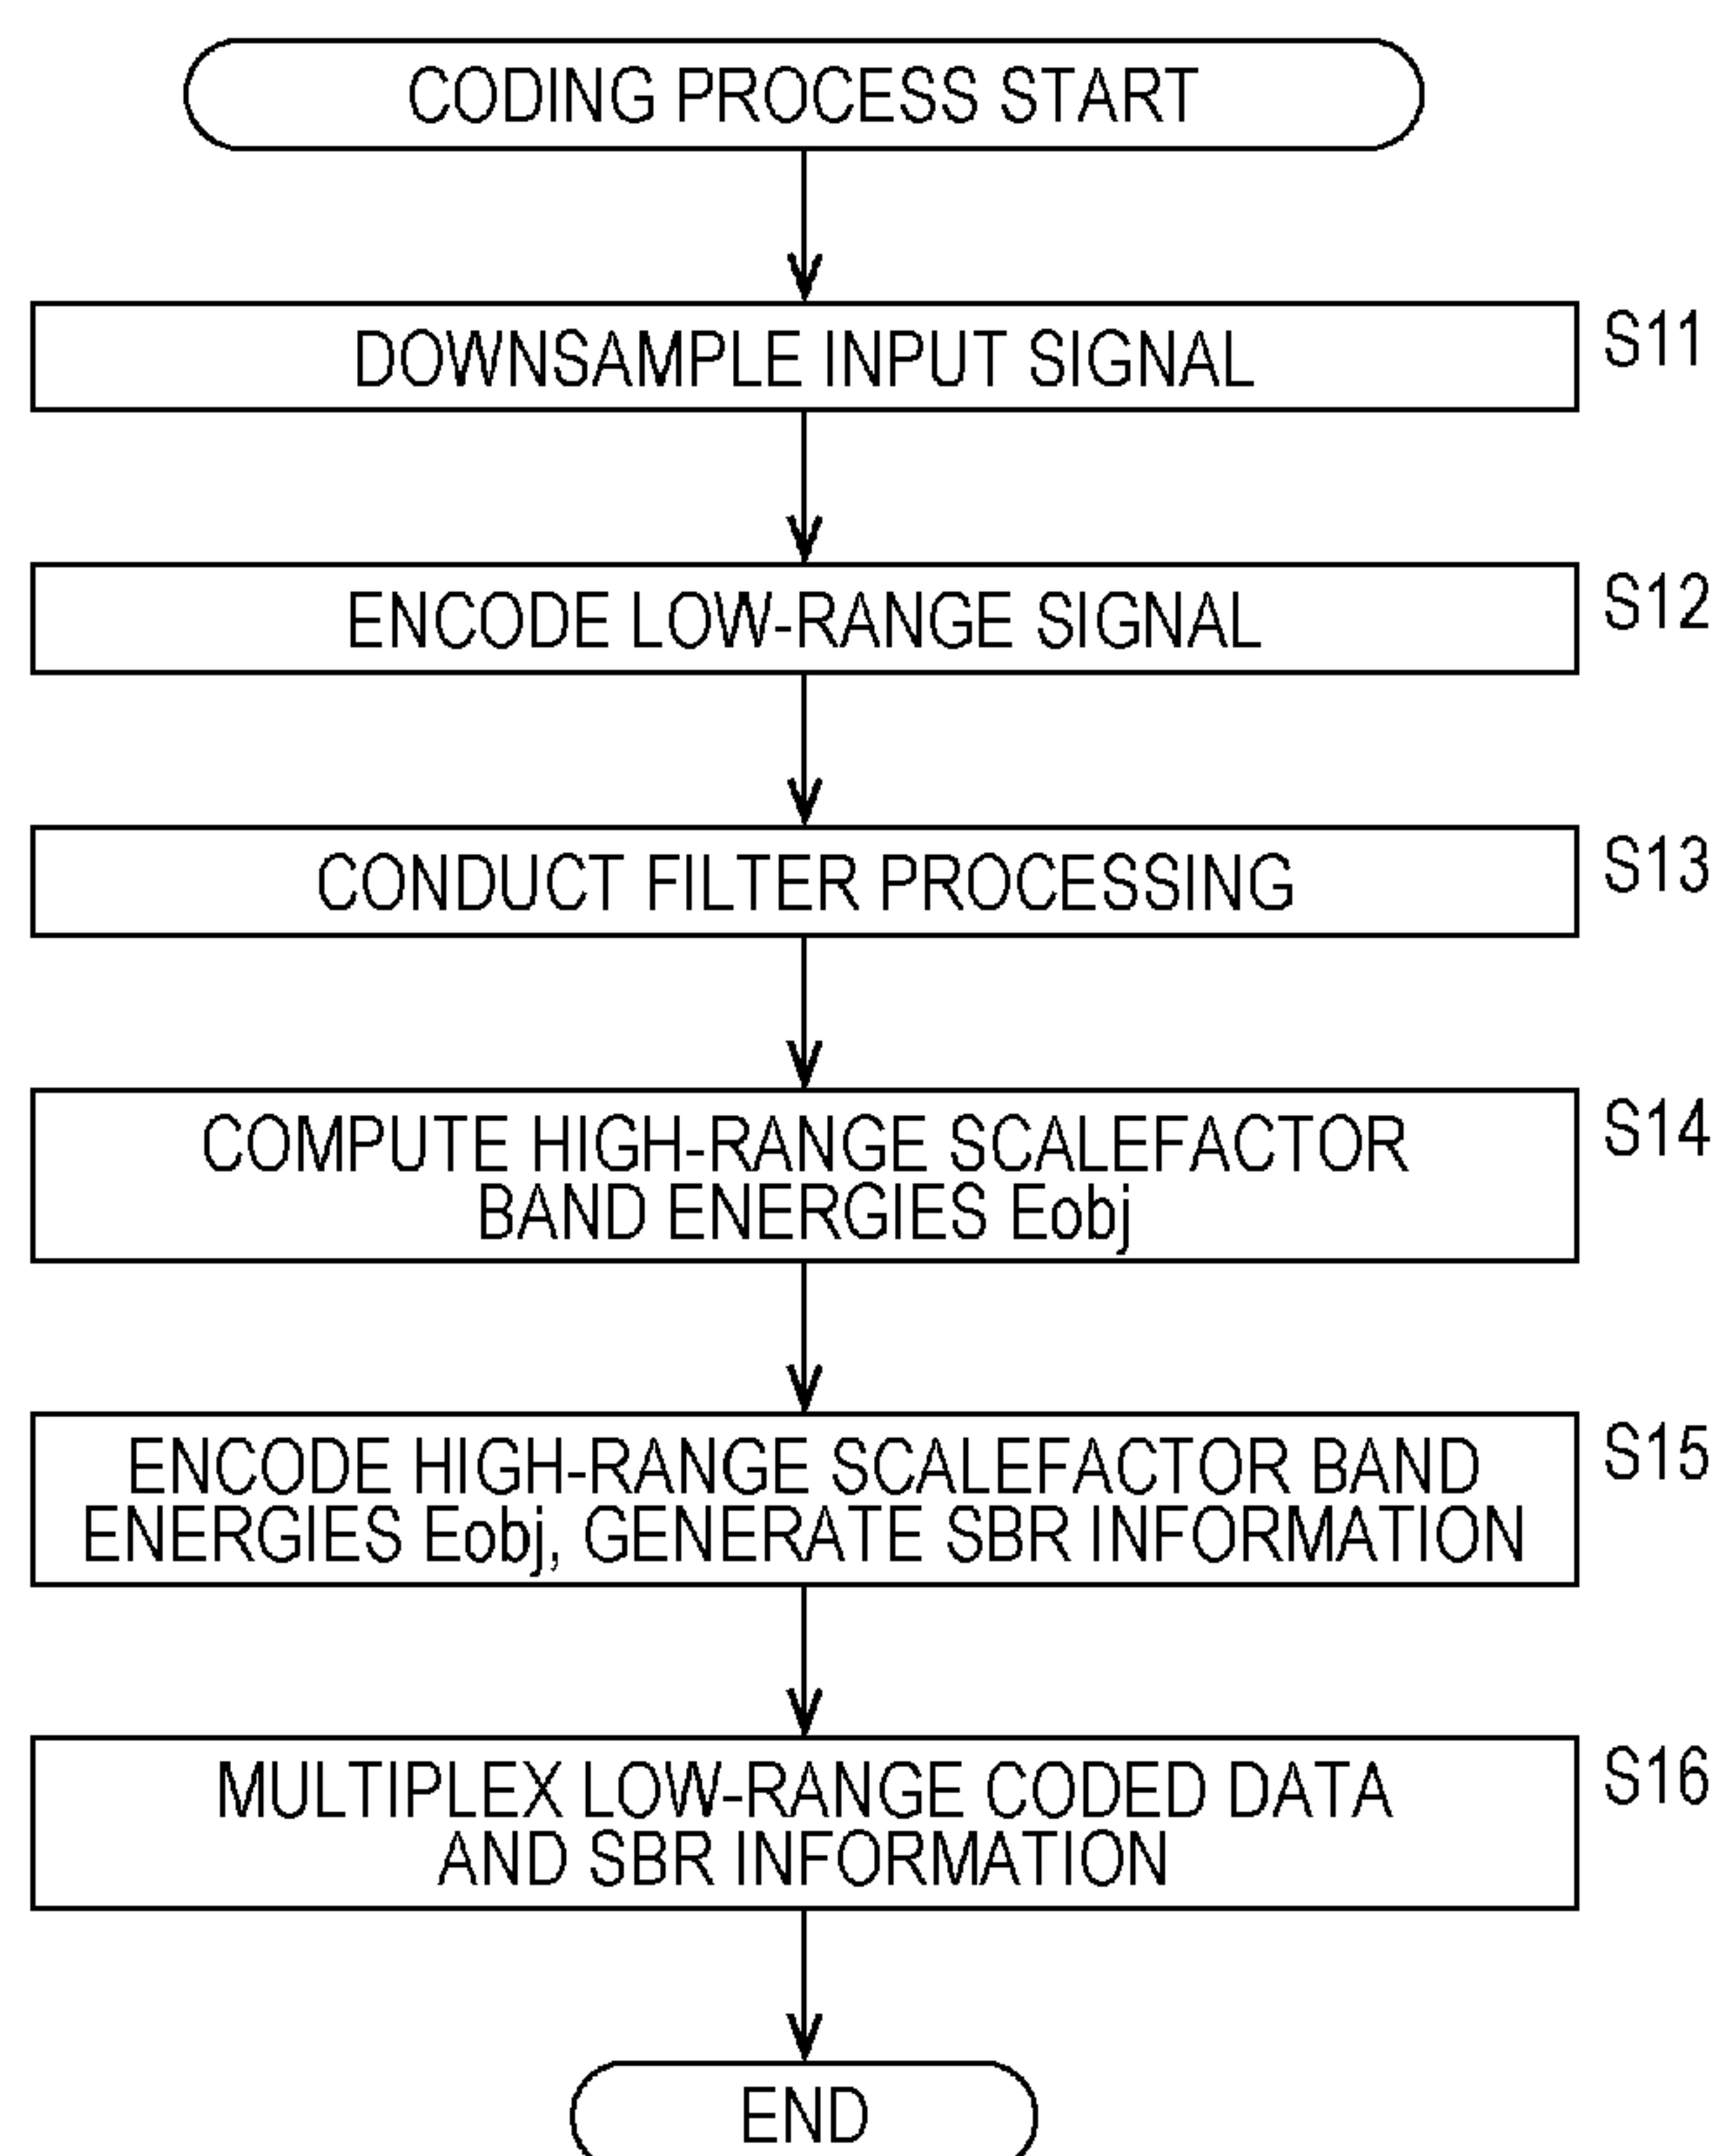 CODING PROCESS START
DOWNSAMPLE INPUT SIGNAL
S11
ENCODE LOW-RANGE SIGNAL
S12
CONDUCT FILTER PROCESSING
S13
COMPUTE HIGH-RANGE SCALEFACTOR
BAND ENERGIES Eobj
S14
ENCODE HIGH-RANGE SCALEFACTOR BAND
ENERGIES Eobj, GENERATE SBR INFORMATION
S15
MULTIPLEX LOW-RANGE CODED DATA
AND SBR INFORMATION
S16
END